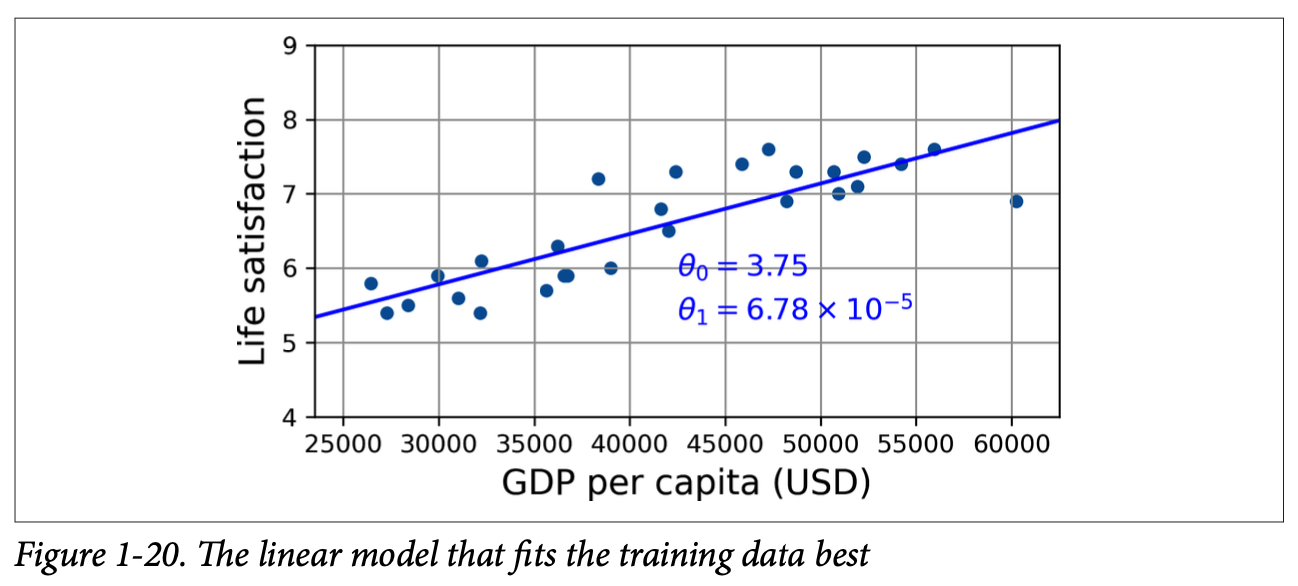 9
8
7
6
5
4
Life satisfaction
θ₀ = 3.75
θ₁ = 6.78 × 10⁻⁵
25000 30000 35000 40000 45000 50000 55000 60000
GDP per capita (USD)
Figure 1-20. The linear model that fits the training data best